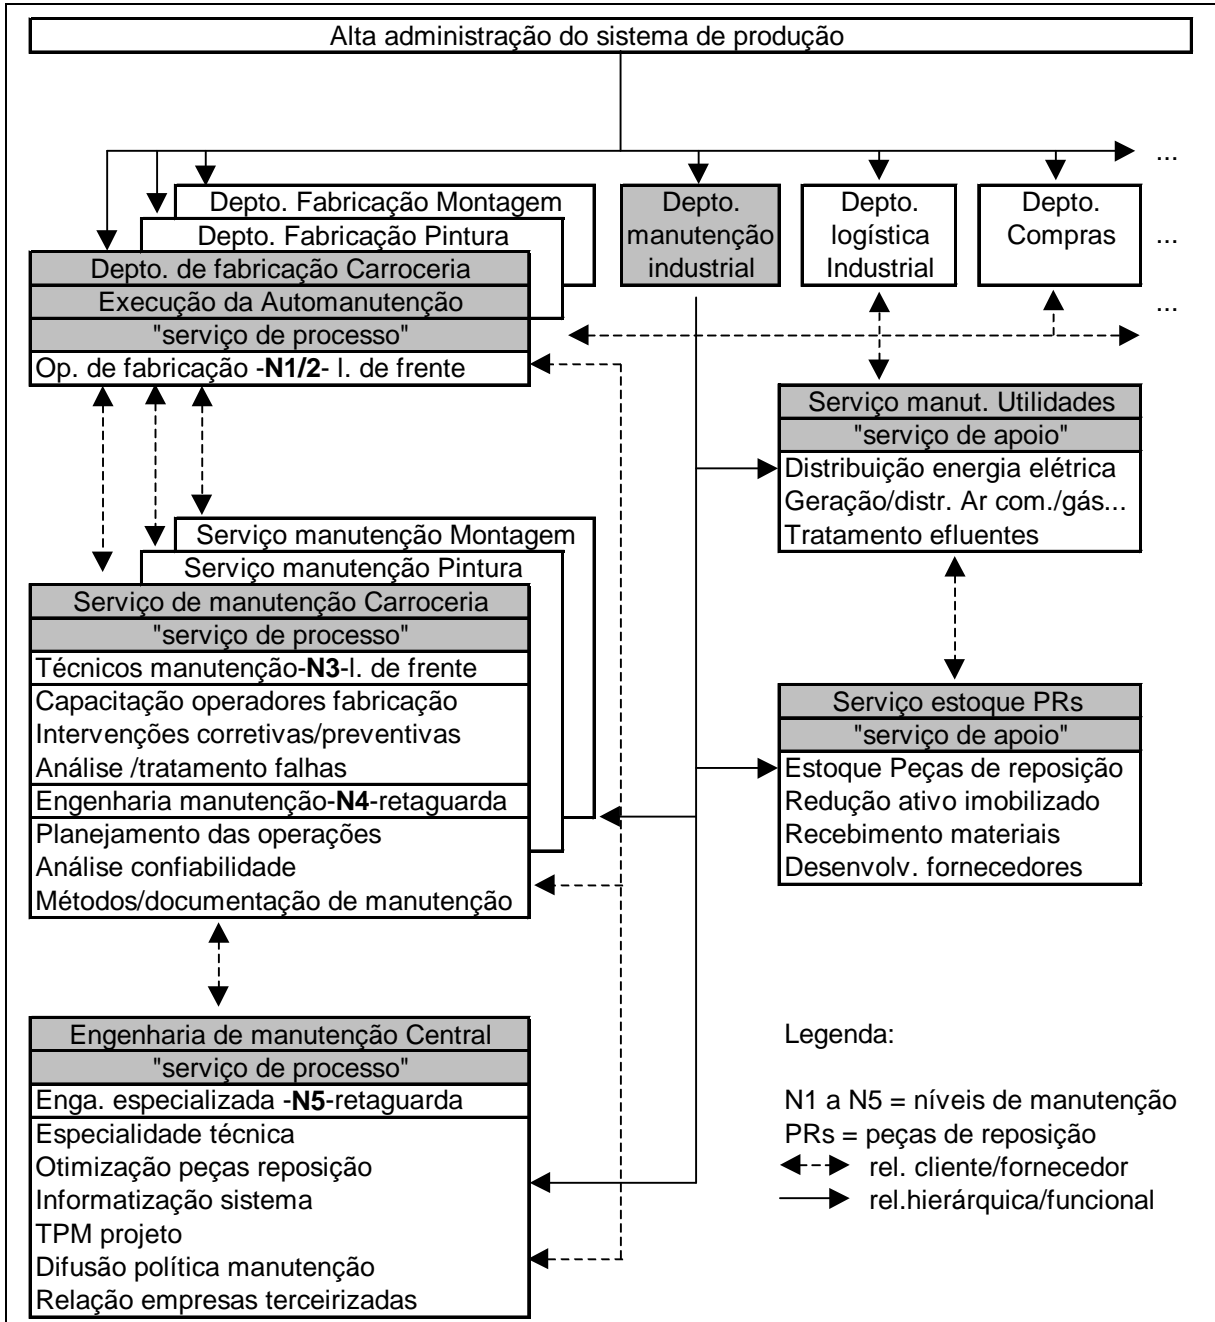 Alta administração do sistema de produção
...
Depto. Fabricação Montagem
Depto. Fabricação Pintura
Depto. de fabricação Carroceria
Execução da Automanutenção
"serviço de processo"
Op. de fabricação -N1/2- l. de frente
Depto.
manutenção
industrial
Depto.
logística
Industrial
Depto.
Compras
...
...
Serviço manut. Utilidades
"serviço de apoio"
Distribuição energia elétrica
Geração/distr. Ar com./gás...
Tratamento efluentes
Serviço manutenção Montagem
Serviço manutenção Pintura
Serviço de manutenção Carroceria
"serviço de processo"
Técnicos manutenção-N3-l. de frente
Capacitação operadores fabricação
Intervenções corretivas/preventivas
Análise /tratamento falhas
Engenharia manutenção-N4-retaguarda
Planejamento das operações
Análise confiabilidade
Métodos/documentação de manutenção
Serviço estoque PRs
"serviço de apoio"
Estoque Peças de reposição
Redução ativo imobilizado
Recebimento materiais
Desenvolv. fornecedores
Engenharia de manutenção Central
"serviço de processo"
Enga. especializada -N5-retaguarda
Especialidade técnica
Otimização peças reposição
Informatização sistema
TPM projeto
Difusão política manutenção
Relação empresas terceirizadas
Legenda:
N1 a N5 = níveis de manutenção
PRs = peças de reposição
rel. cliente/fornecedor
rel.hierárquica/funcional